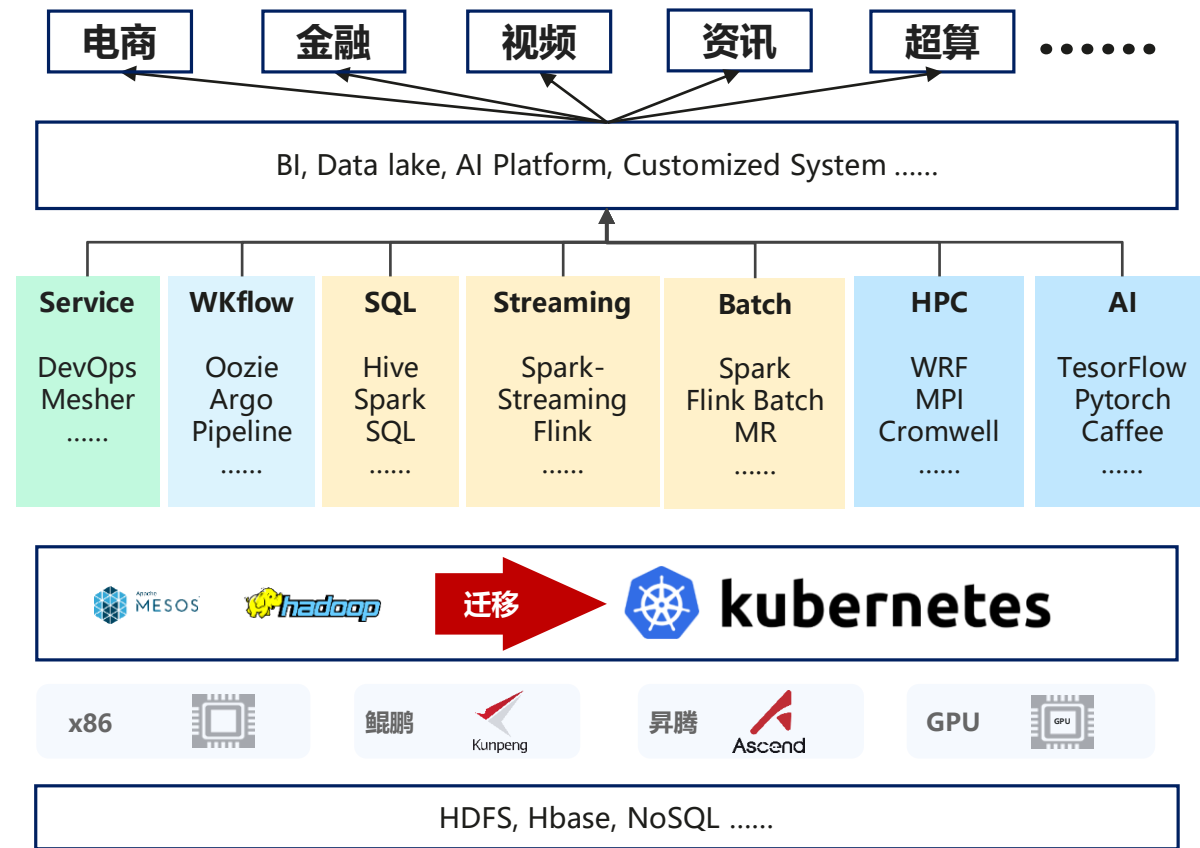 电商 金融 视频 资讯 超算 ••••••
BI, Data lake, AI Platform, Customized System ......
Service
DevOps
Mesher
......
WKflow
Oozie
Argo
Pipeline
......
SQL
Hive
Spark
SQL
......
Streaming
Spark-
Streaming
Flink
......
Batch
Spark
Flink Batch
MR
......
HPC
WRF
MPI
Cromwell
......
AI
TesorFlow
Pytorch
Caffee
......
Apache
MESOS
hadoop
迁移
kubernetes
x86
鲲鹏
Kunpeng
昇腾
Ascend
GPU
GPU
HDFS, Hbase, NoSQL ......